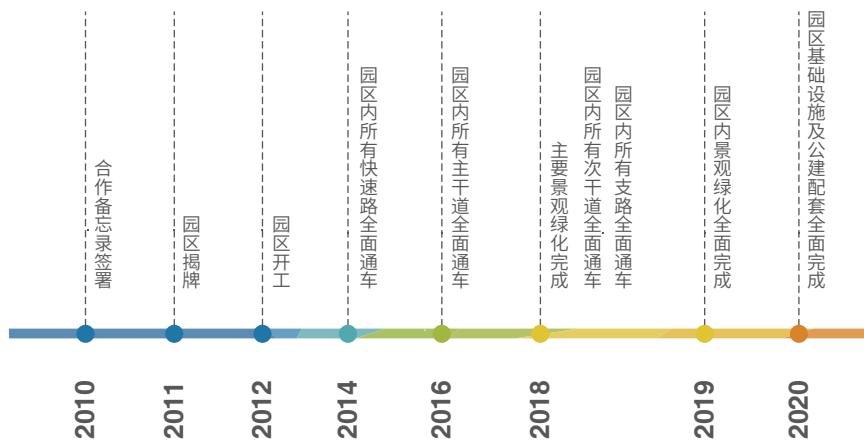 合作备忘录签署
园区揭牌
园区开工
园区内所有快速路全面通车
园区内所有主干道全面通车
主要景观绿化完成
园区内所有次干道全面通车
园区内所有支路全面通车
园区内景观绿化全面完成
园区基础设施及公建配套全面完成
2010
2011
2012
2014
2016
2018
2019
2020